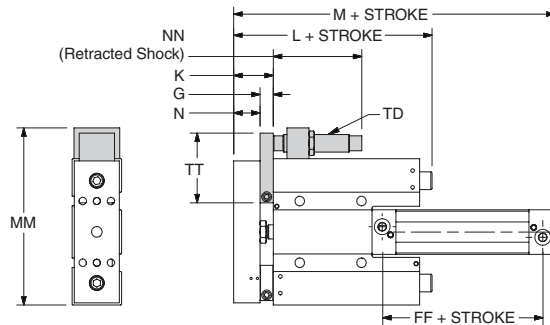 M + STROKE
NN
L + STROKE
(Retracted Shock)
K
G
TD
N
TT
MM
FF + STROKE